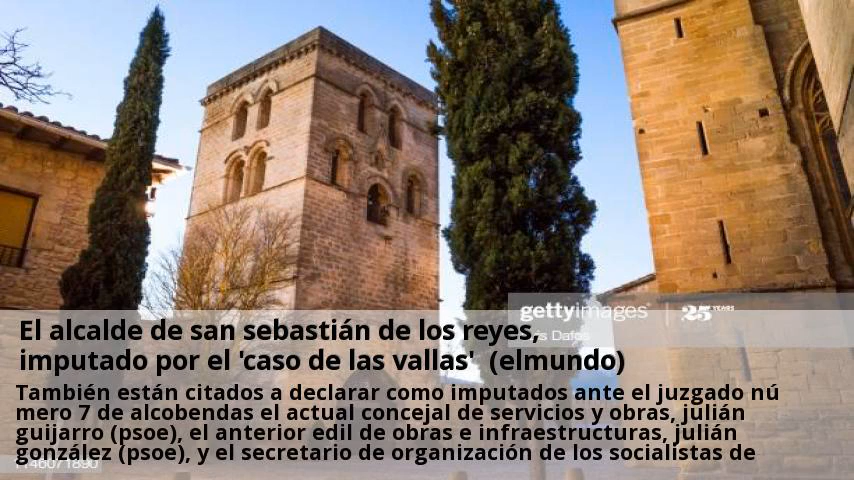 gettyimages® 25 YEARS
El alcalde de san sebastián de los reyes,
imputado por el 'caso de las vallas' (elmundo)
También están citados a declarar como imputados ante el juzgado nú
mero 7 de alcobendas el actual concejal de servicios y obras, julián
guijarro (psoe), el anterior edil de obras e infraestructuras, julián
gonzález (psoe), y el secretario de organización de los socialistas de